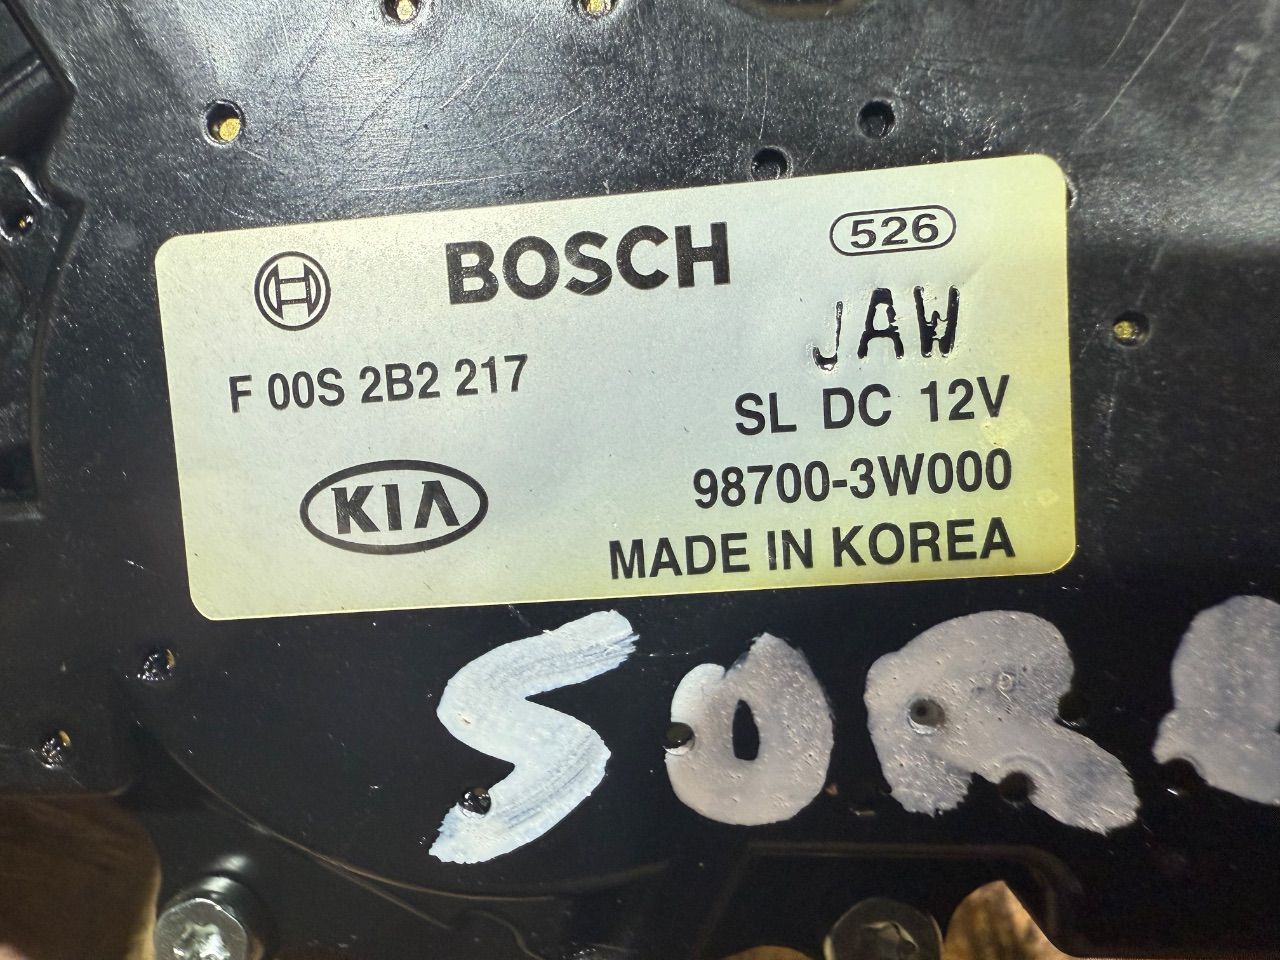 BOSCH
526
JAW
F 00S 2B2 217
SL DC 12V
KIA
98700-3W000
MADE IN KOREA
SOR